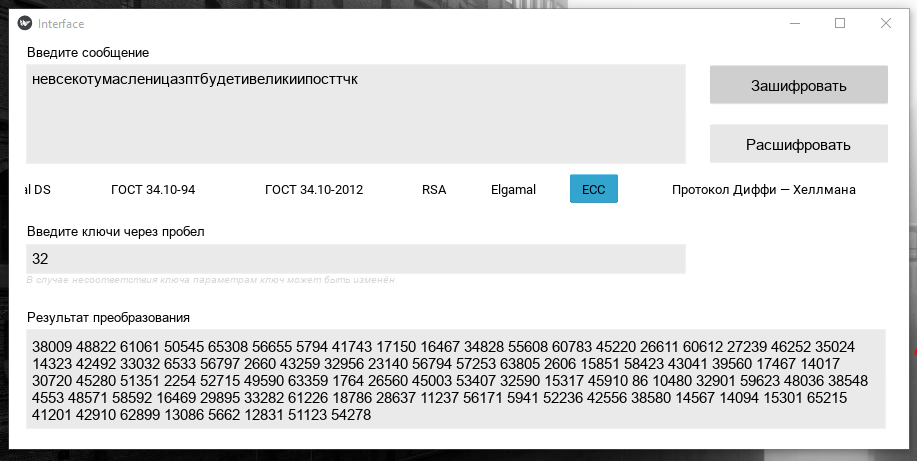 Interface
Введите сообщение
невсекотумасленицазптбудетивеликиипосттчк
Зашифровать
Расшифровать
al DS ГОСТ 34.10-94 ГОСТ 34.10-2012 RSA Elgamal ECC Протокол Диффи — Хеллмана
Введите ключи через пробел
32
В случае несоответствия ключа параметрам ключ может быть изменён
Результат преобразования
38009 48822 61061 50545 65308 56655 5794 41743 17150 16467 34828 55608 60783 45220 26611 60612 27239 46252 35024
14323 42492 33032 6533 56797 2660 43259 32956 23140 56794 57253 63805 2606 15851 58423 43041 39560 17467 14017
30720 45280 51351 2254 52715 49590 63359 1764 26560 45003 53407 32590 15317 45910 86 10480 32901 59623 48036 38548
4553 48571 58592 16469 29895 33282 61226 18786 28637 11237 56171 5941 52236 42556 38580 14567 14094 15301 65215
41201 42910 62899 13086 5662 12831 51123 54278